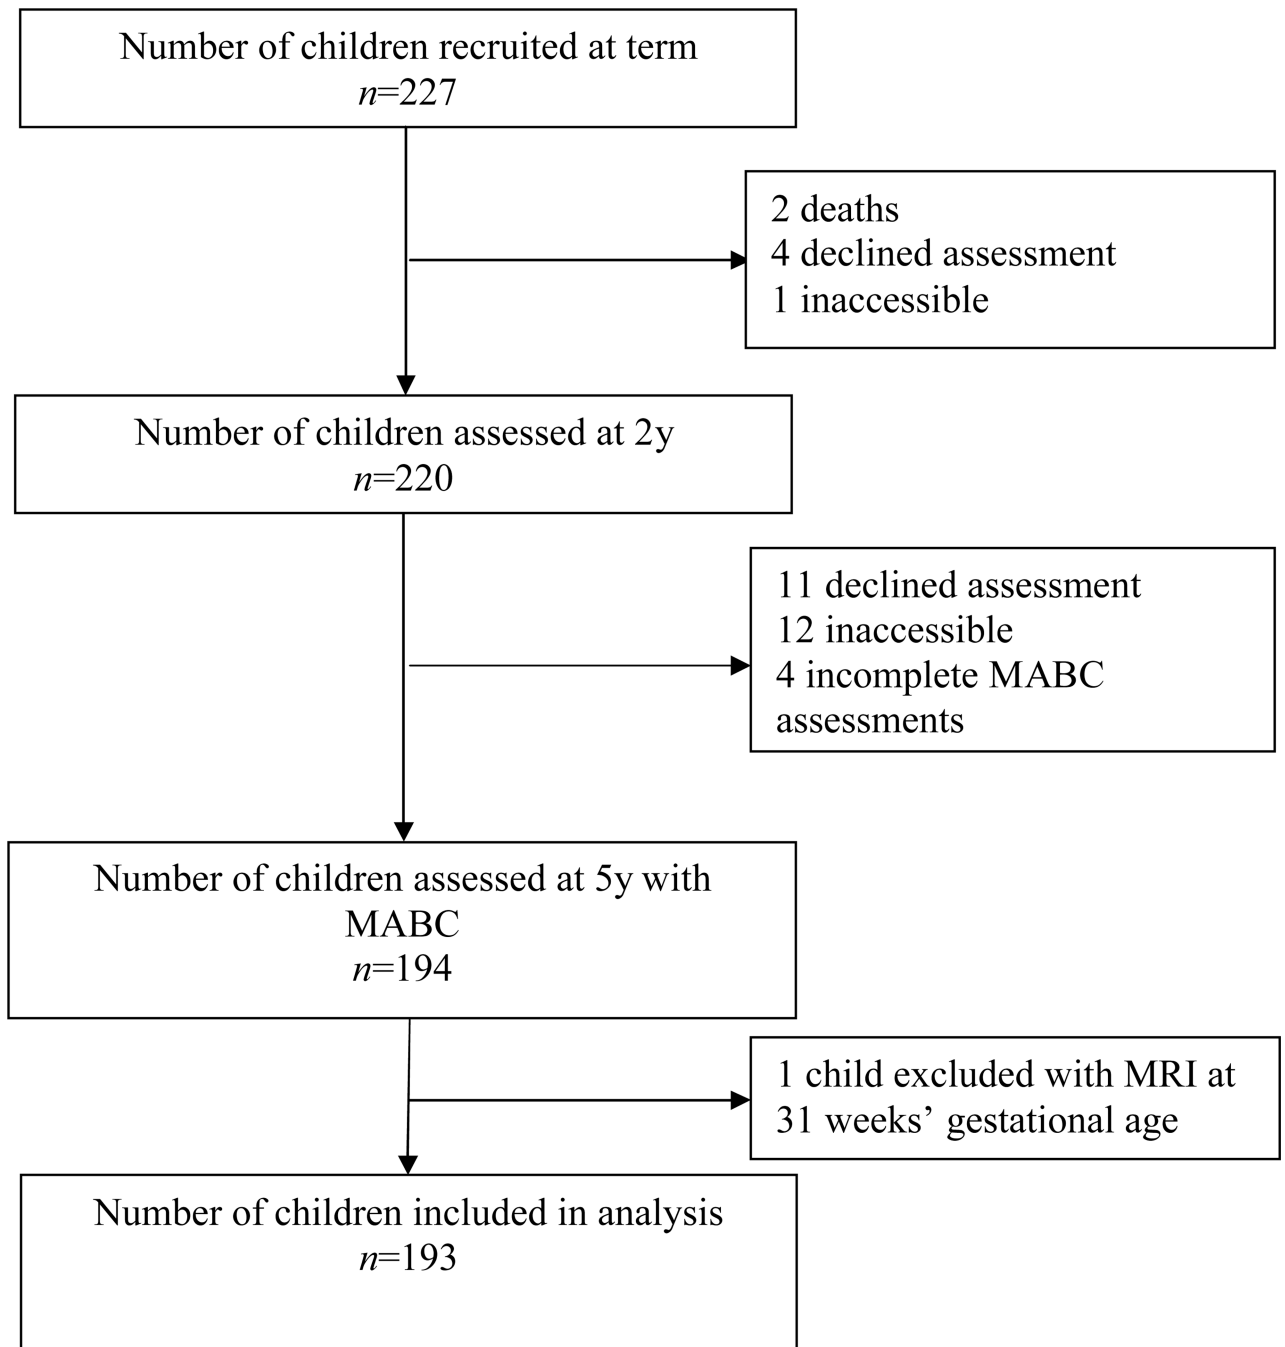 Number of children recruited at term
n=227
2 deaths
4 declined assessment
1 inaccessible
Number of children assessed at 2y
n=220
11 declined assessment
12 inaccessible
4 incomplete MABC
assessments
Number of children assessed at 5y with
MABC
n=194
1 child excluded with MRI at
31 weeks’ gestational age
Number of children included in analysis
n=193